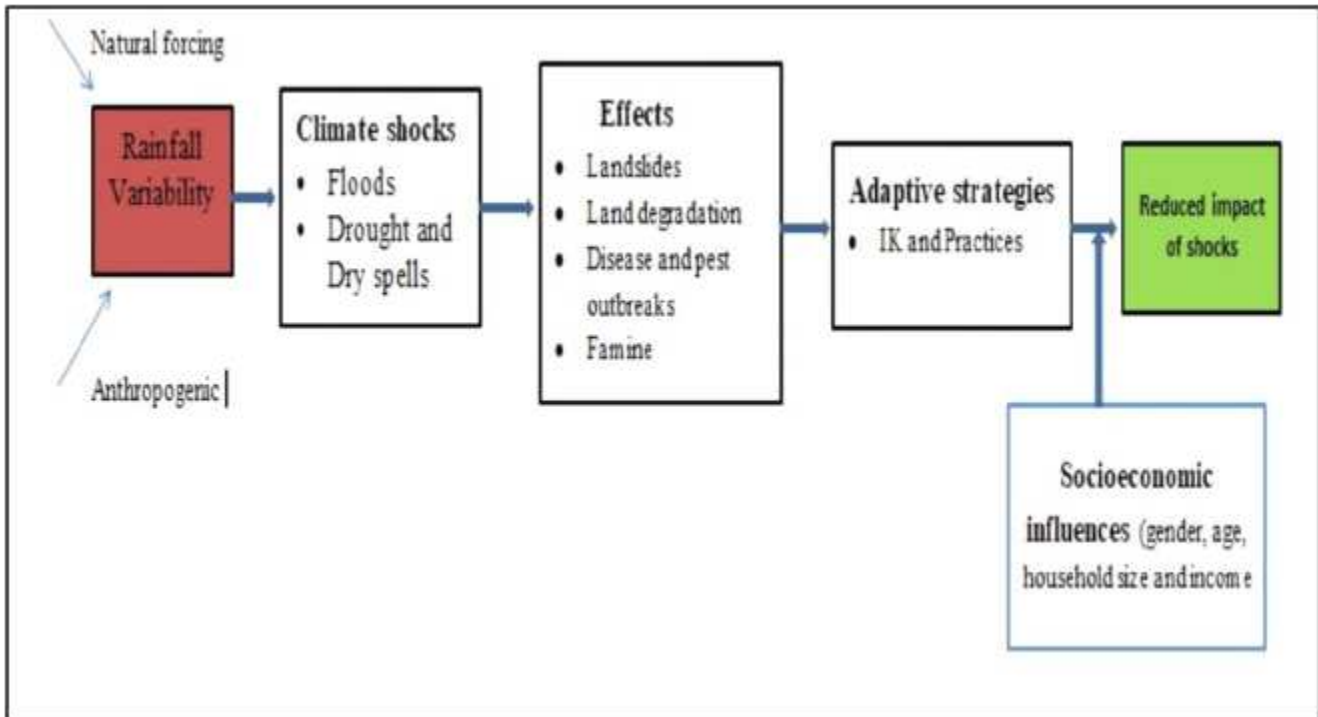 Natural forcing
Rainfall
Variability
Anthropogenic
Climate shocks
• Floods
• Drought and
Dry spells
Effects
• Landslides
• Land degradation
• Disease and pest
outbreaks
• Famine
Adaptive strategies
• IK and Practices
Reduced impact
of shocks
Socioeconomic
influences (gender, age,
household size and income